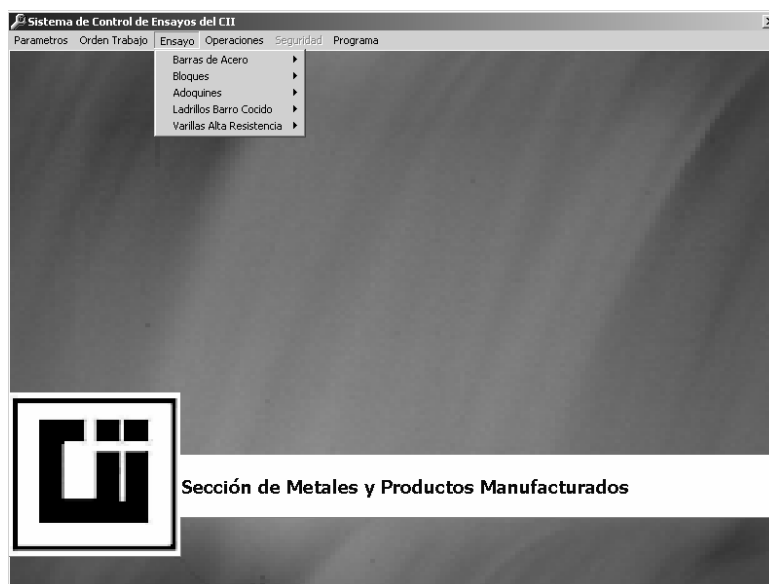 Sistema de Control de Ensayos del CII
Parametros Orden Trabajo Ensayo Operaciones Seguridad Programa
Barras de Acero
Bloques
Adoquines
Ladrillos Barro Cocido
Varillas Alta Resistencia
cii
Sección de Metales y Productos Manufacturados